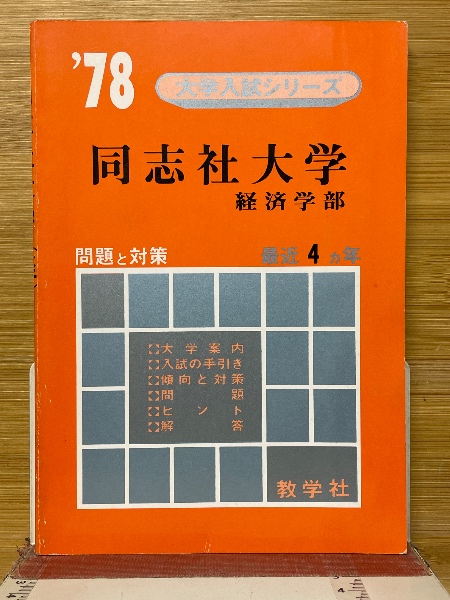 '78
大学入試シリーズ
同志社大学
経済学部
問題と対策
最近4カ年
大学案内
入試の手引き
傾向と対策
問題
ヒント
解答
教学社